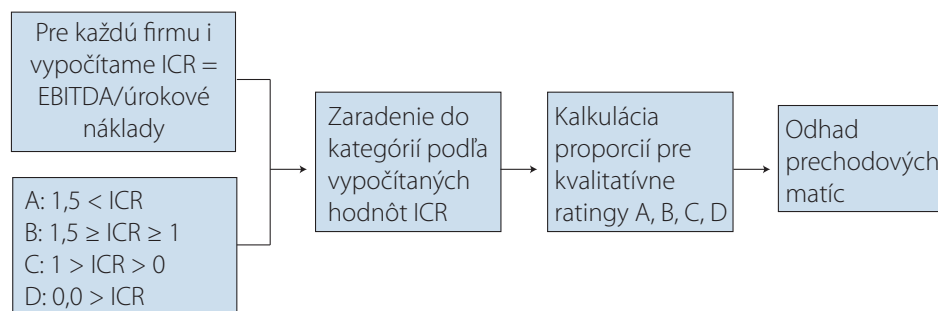 Pre každú firmu i
vypočítame ICR =
EBITDA/úrokové
náklady
A: 1,5 < ICR
B: 1,5 ≥ ICR ≥ 1
C: 1 > ICR > 0
D: 0,0 > ICR
Zaradenie do
kategórií podľa
vypočítaných
hodnôt ICR
Kalkulácia
proporcií pre
kvalitatívne
ratingy A, B, C, D
Odhad
prechodových
matíc